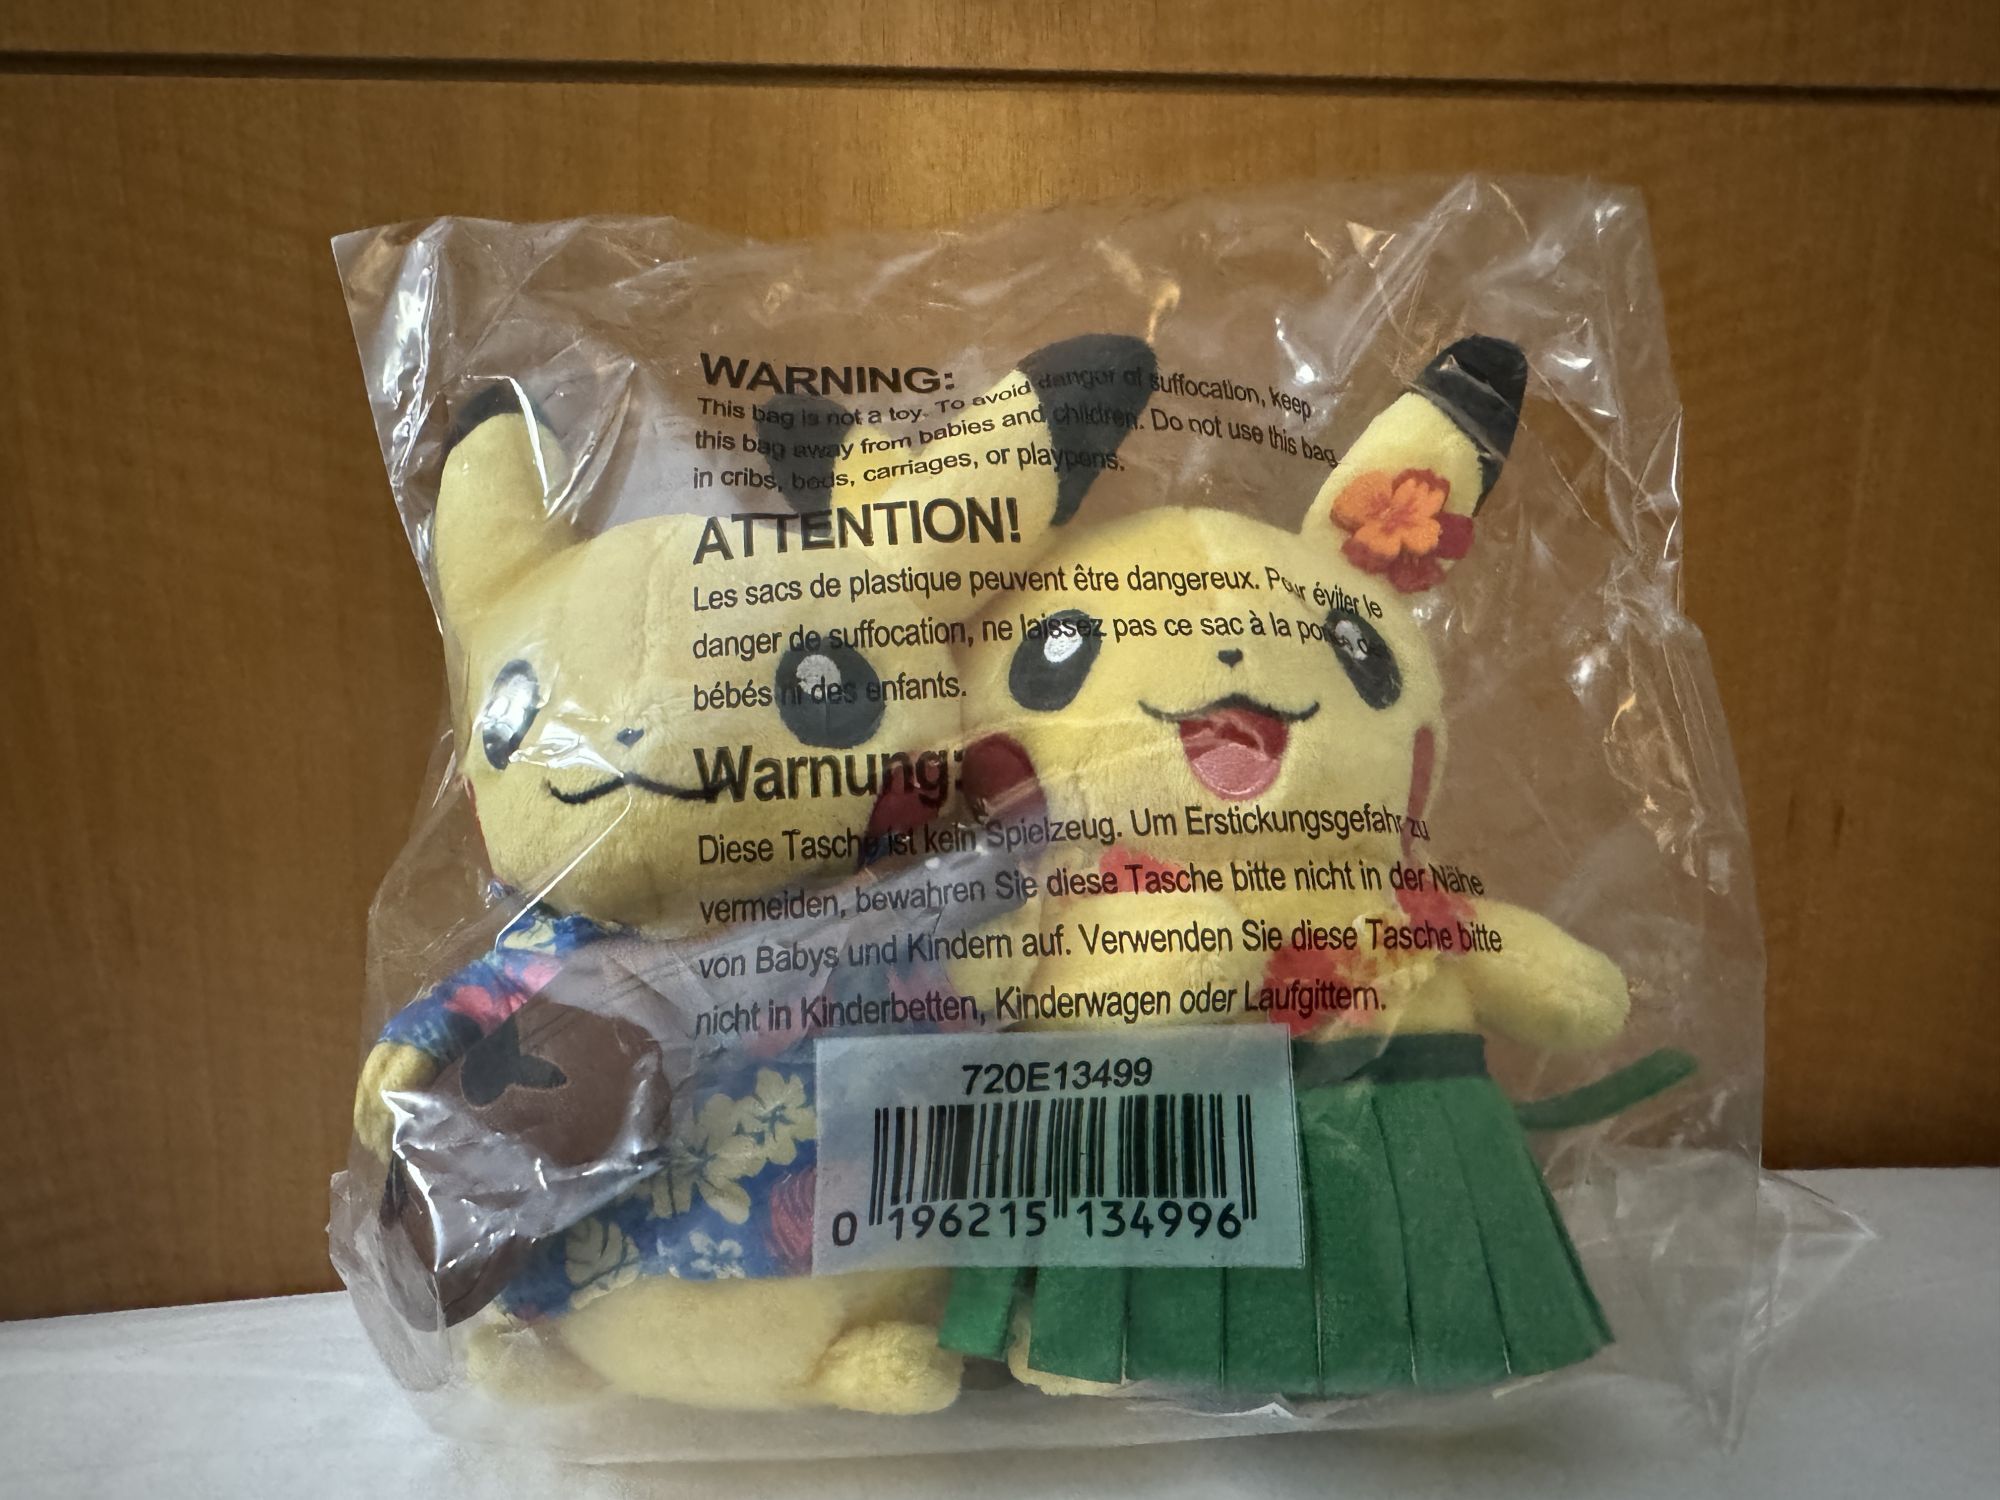 WARNING:
This bag is not a toy. To avoid danger of suffocation, keep
this bag away from babies and children. Do not use this bag
in cribs, beds, carriages, or playpens.
ATTENTION!
Les sacs de plastique peuvent être dangereux. Pour éviter le
danger de suffocation, ne laissez pas ce sac à la
bébés ni des enfants.
Warnung:
Diese Tasche ist kein Spielzeug. Um Erstickungsgefahr zu
vermeiden, bewahren Sie diese Tasche bitte nicht in der Nähe
von Babys und Kindern auf. Verwenden Sie diese Tasche bitte
nicht in Kinderbetten, Kinderwagen oder Laufgittern.
720E13499
0 196215 134996